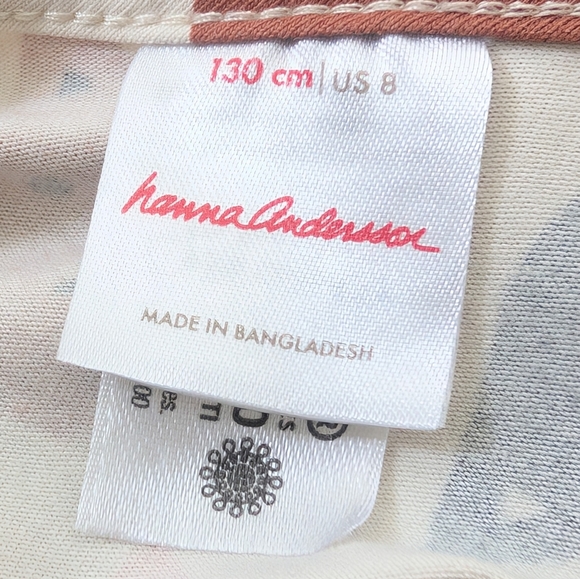 130 cm | US 8
hanna Andersson
MADE IN BANGLADESH